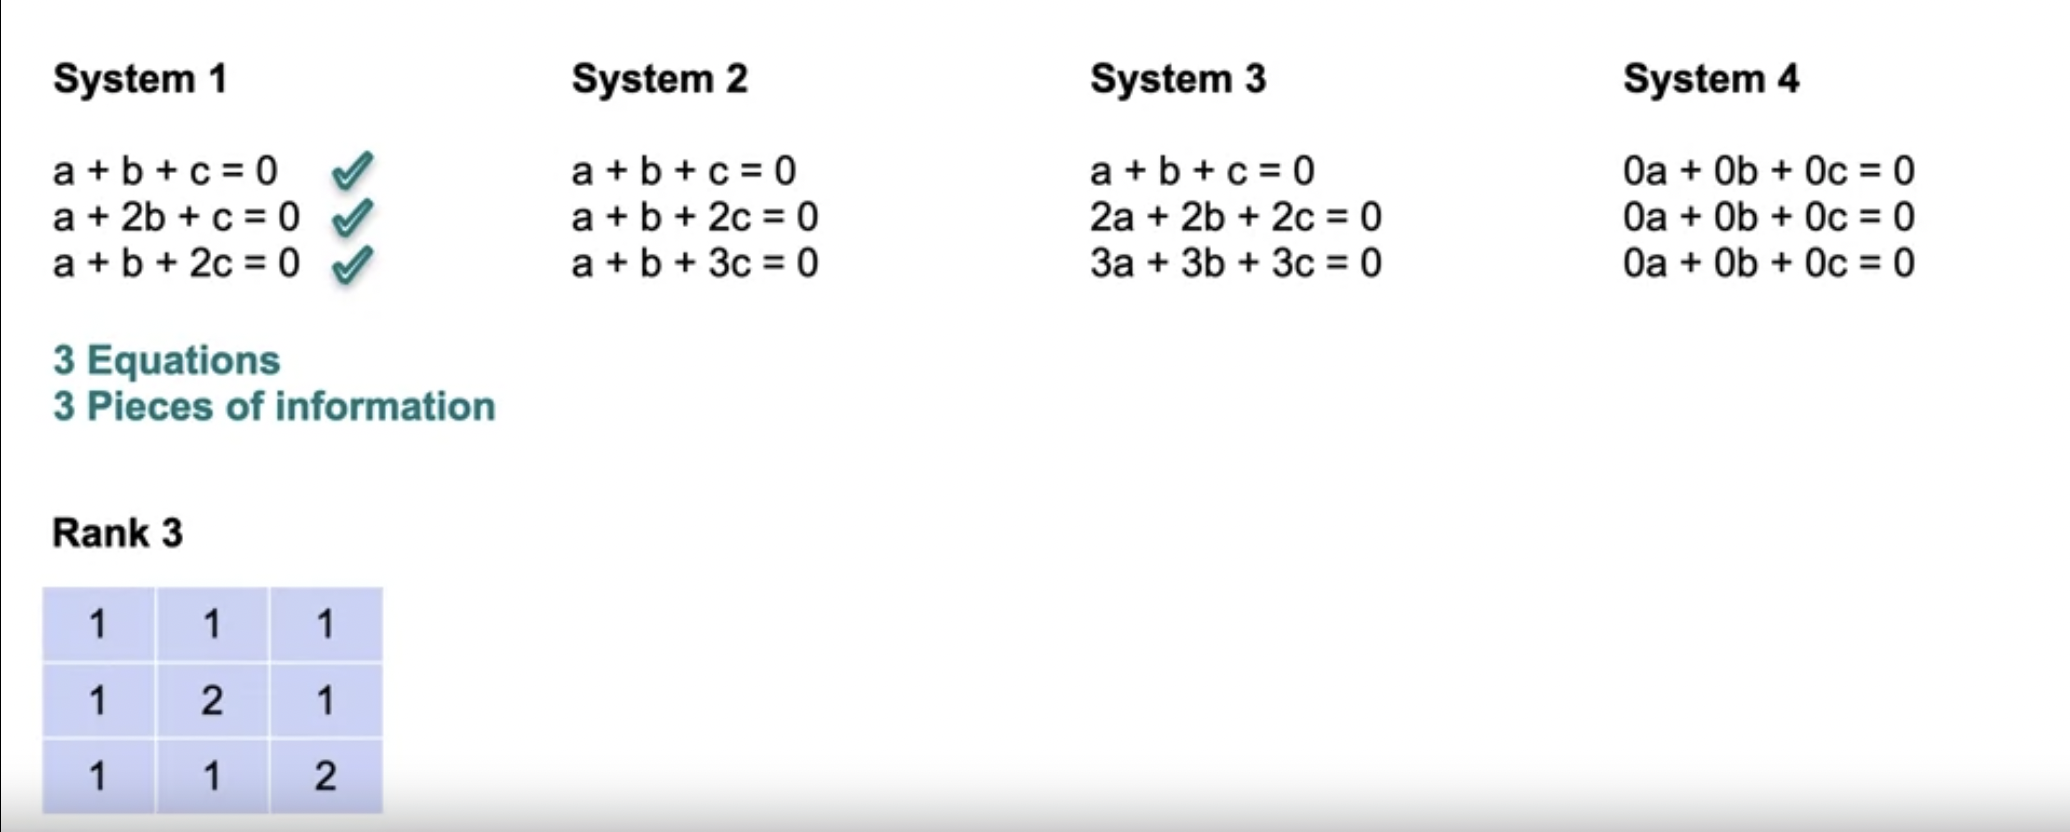 System 1
a + b + c = 0
a + 2b + c = 0
a + b + 2c = 0
3 Equations
3 Pieces of information
Rank 3
1 1 1
1 2 1
1 1 2
System 2
a + b + c = 0
a + b + 2c = 0
a + b + 3c = 0
System 3
a + b + c = 0
2a + 2b + 2c = 0
3a + 3b + 3c = 0
System 4
0a + 0b + 0c = 0
0a + 0b + 0c = 0
0a + 0b + 0c = 0